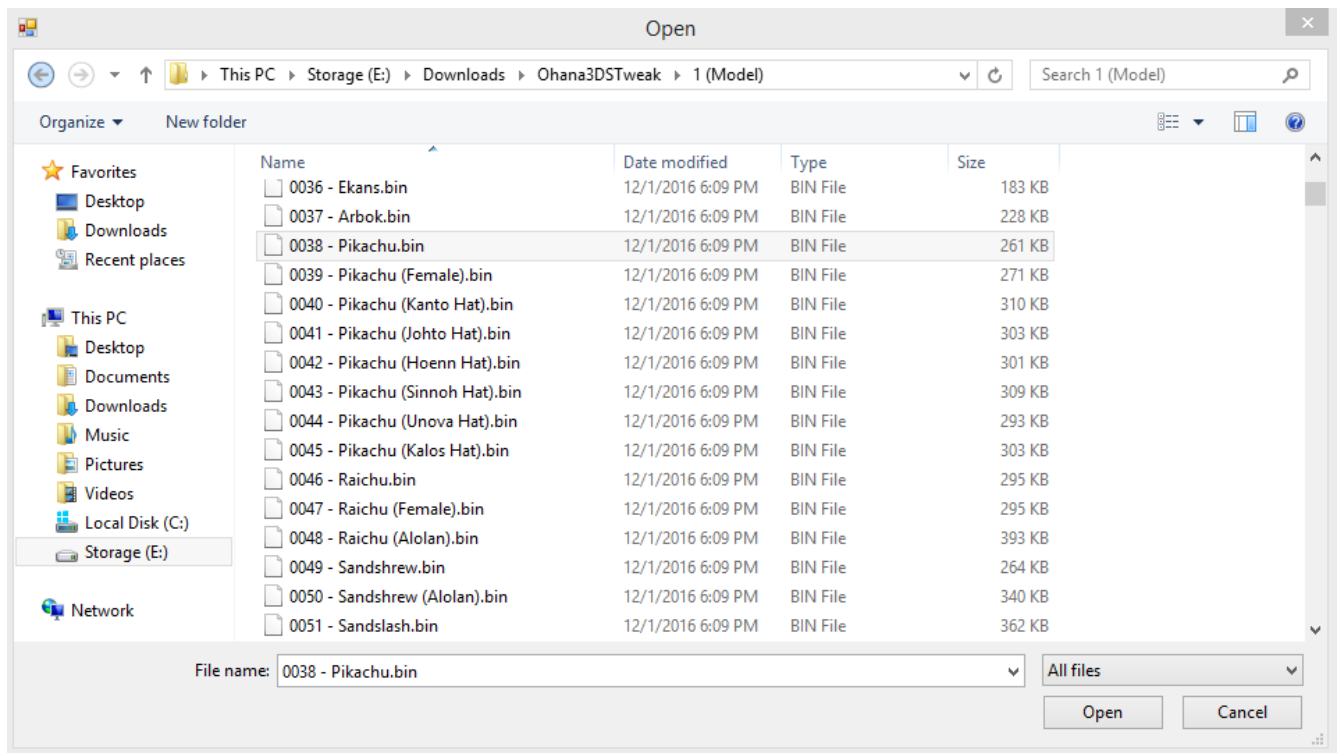 Open
This PC Storage (E:) Downloads Ohana3DSTweak 1 (Model) Search 1 (Model)
Organize New folder
Favorites
Desktop
Downloads
Recent places
This PC
Desktop
Documents
Downloads
Music
Pictures
Videos
Local Disk (C:)
Storage (E:)
Network
Name Date modified Type Size
0036 - Ekans.bin 12/1/2016 6:09 PM BIN File 183 KB
0037 - Arbok.bin 12/1/2016 6:09 PM BIN File 228 KB
0038 - Pikachu.bin 12/1/2016 6:09 PM BIN File 261 KB
0039 - Pikachu (Female).bin 12/1/2016 6:09 PM BIN File 271 KB
0040 - Pikachu (Kanto Hat).bin 12/1/2016 6:09 PM BIN File 310 KB
0041 - Pikachu (Johto Hat).bin 12/1/2016 6:09 PM BIN File 303 KB
0042 - Pikachu (Hoenn Hat).bin 12/1/2016 6:09 PM BIN File 301 KB
0043 - Pikachu (Sinnoh Hat).bin 12/1/2016 6:09 PM BIN File 309 KB
0044 - Pikachu (Unova Hat).bin 12/1/2016 6:09 PM BIN File 293 KB
0045 - Pikachu (Kalos Hat).bin 12/1/2016 6:09 PM BIN File 303 KB
0046 - Raichu.bin 12/1/2016 6:09 PM BIN File 295 KB
0047 - Raichu (Female).bin 12/1/2016 6:09 PM BIN File 295 KB
0048 - Raichu (Alolan).bin 12/1/2016 6:09 PM BIN File 393 KB
0049 - Sandshrew.bin 12/1/2016 6:09 PM BIN File 264 KB
0050 - Sandshrew (Alolan).bin 12/1/2016 6:09 PM BIN File 340 KB
0051 - Sandslash.bin 12/1/2016 6:09 PM BIN File 362 KB
File name: 0038 - Pikachu.bin All files
Open Cancel